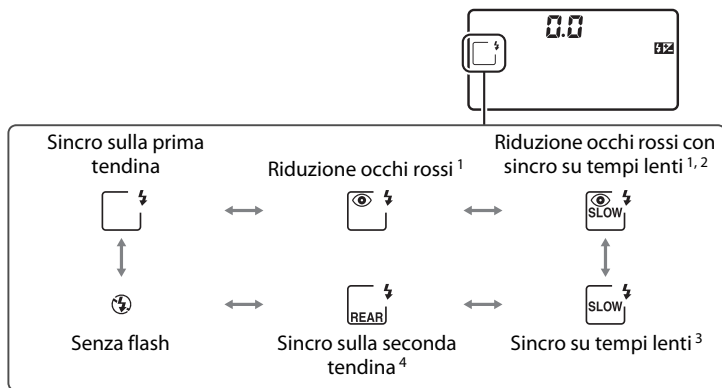 0.0
Sincro sulla prima
tendina
Riduzione occhi rossi 1
Riduzione occhi rossi con
sincro su tempi lenti 1, 2
SLOW
REAR
SLOW
Senza flash
Sincro sulla seconda
tendina 4
Sincro su tempi lenti 3